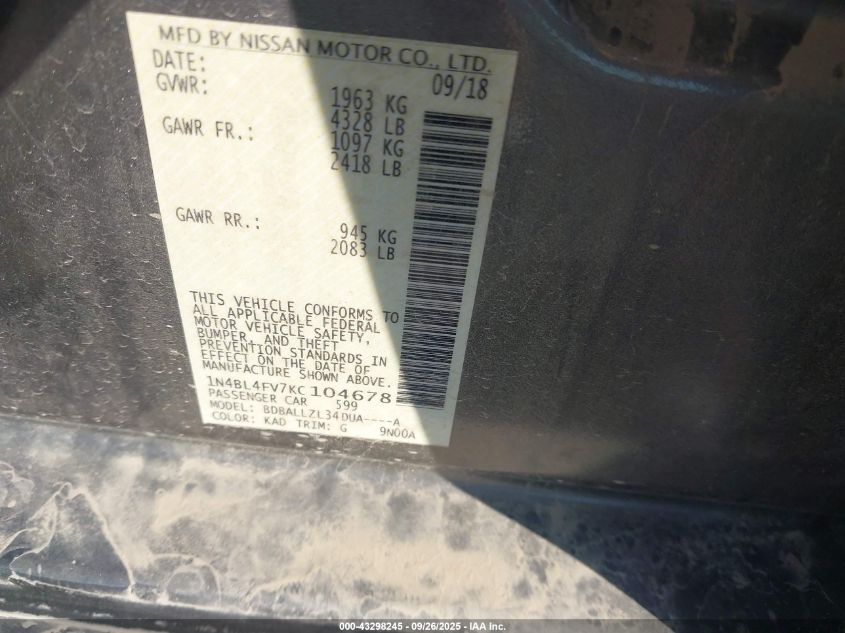 MFD BY NISSAN MOTOR CO., LTD.
DATE: 09/18
GVWR: 1963 KG
4328 LB
GAWR FR.: 1097 KG
2418 LB
GAWR RR.: 945 KG
2083 LB
THIS VEHICLE CONFORMS TO
ALL APPLICABLE FEDERAL
MOTOR VEHICLE SAFETY,
BUMPER, AND THEFT
PREVENTION STANDARDS IN
EFFECT ON THE DATE OF
MANUFACTURE SHOWN ABOVE.
1N4BL4FV7KC104678
PASSENGER CAR 599
MODEL: BDBALLZL34DUA----A
COLOR: KAD TRIM: G 9N00A
000-43298245 - 09/26/2025 - IAA Inc.